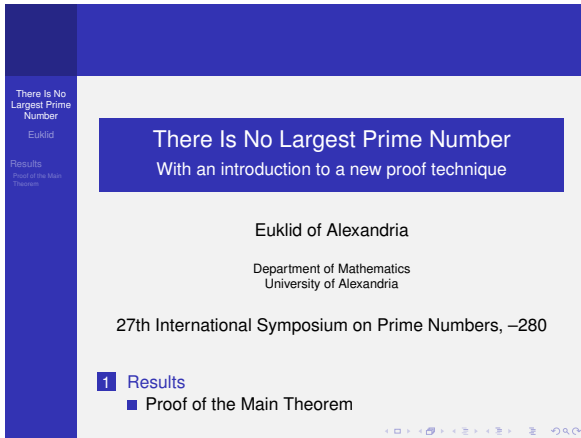 There Is No
Largest Prime
Number
Euklid
Results
Proof of the Main
Theorem
There Is No Largest Prime Number
With an introduction to a new proof technique
Euklid of Alexandria
Department of Mathematics
University of Alexandria
27th International Symposium on Prime Numbers, –280
1 Results
Proof of the Main Theorem